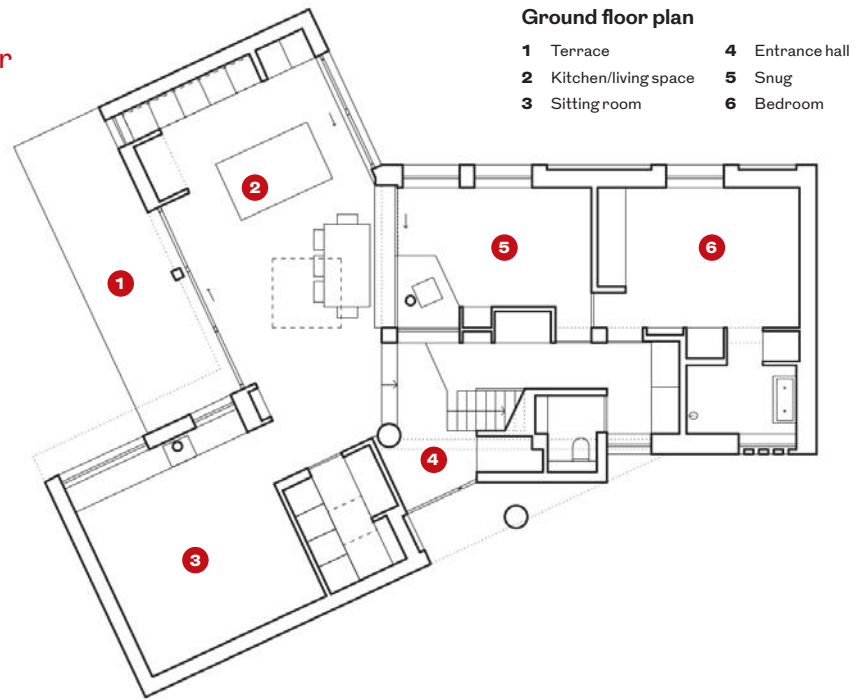 r
Ground floor plan
1 Terrace
2 Kitchen/living space
3 Sitting room
4 Entrance hall
5 Snug
6 Bedroom
2
5
6
1
4
3